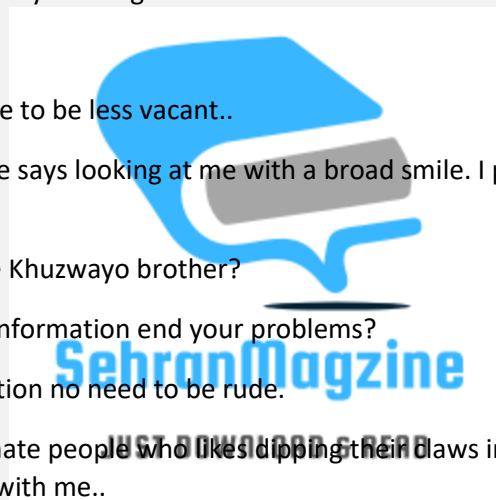 e to be less vacant..
e says looking at me with a broad smile. I p
Khuzwayo brother?
nformation end your problems?
SehranMagzine
tion no need to be rude.
ate people who likes dipping their claws i
JUST DOWNLOAD & READ
with me..